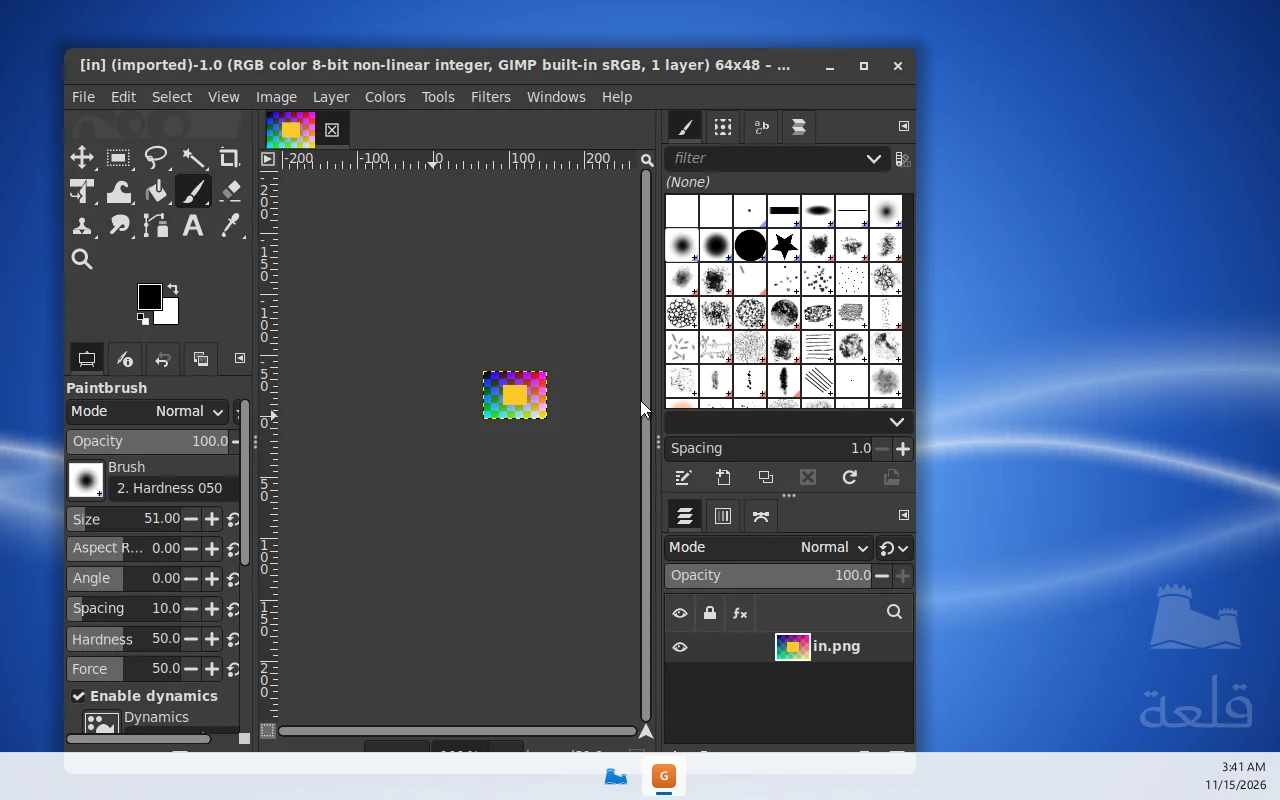 [in] (imported)-1.0 (RGB color 8-bit non-linear integer, GIMP built-in sRGB, 1 layer) 64x48 – ...
File Edit Select View Image Layer Colors Tools Filters Windows Help
-200 -100 0 100 200
filter
(None)
Paintbrush
Mode Normal
Opacity 100.0
Brush
2. Hardness 050
Size 51.00
Aspect R... 0.00
Angle 0.00
Spacing 10.0
Hardness 50.0
Force 50.0
Enable dynamics
Dynamics
Spacing 1.0
Mode Normal
Opacity 100.0
fx
in.png
قلعة
G
3:41 AM
11/15/2026